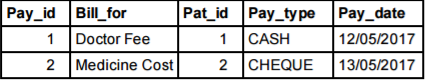 Pay_id Bill_for Pat_id Pay_type Pay_date
1 Doctor Fee 1 CASH 12/05/2017
2 Medicine Cost 2 CHEQUE 13/05/2017